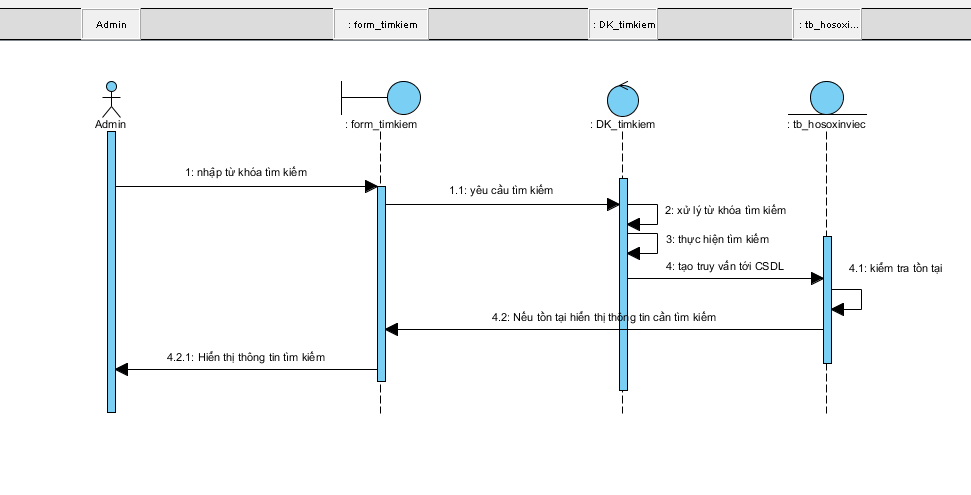 Admin
: form_timkiem
: DK_timkiem
: tb_hosoxi...
Admin
: form_timkiem
: DK_timkiem
: tb_hosoxinviec
1: nhập từ khóa tìm kiếm
1.1: yêu cầu tìm kiếm
2: xử lý từ khóa tìm kiếm
3: thực hiện tìm kiếm
4: tạo truy vấn tới CSDL
4.1: kiểm tra tồn tại
4.2: Nếu tồn tại hiển thị thông tin cần tìm kiếm
4.2.1: Hiển thị thông tin tìm kiếm